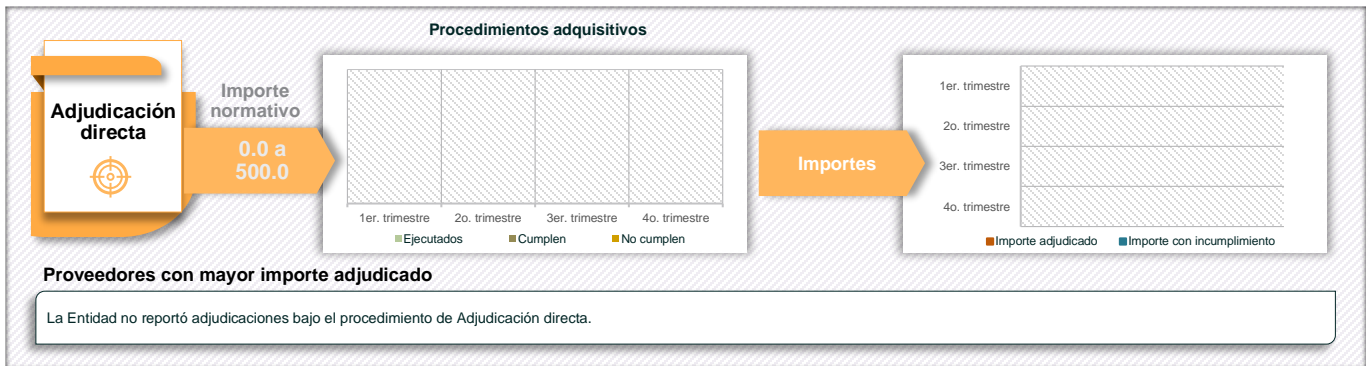 Procedimientos adquisitivos
Adjudicación
directa
Importe
normativo
0.0 a
500.0
1er. trimestre
2o. trimestre
3er. trimestre
4o. trimestre
Ejecutados
Cumplen
No cumplen
Importes
1er. trimestre
2o. trimestre
3er. trimestre
4o. trimestre
Importe adjudicado
Importe con incumplimiento
Proveedores con mayor importe adjudicado
La Entidad no reportó adjudicaciones bajo el procedimiento de Adjudicación directa.